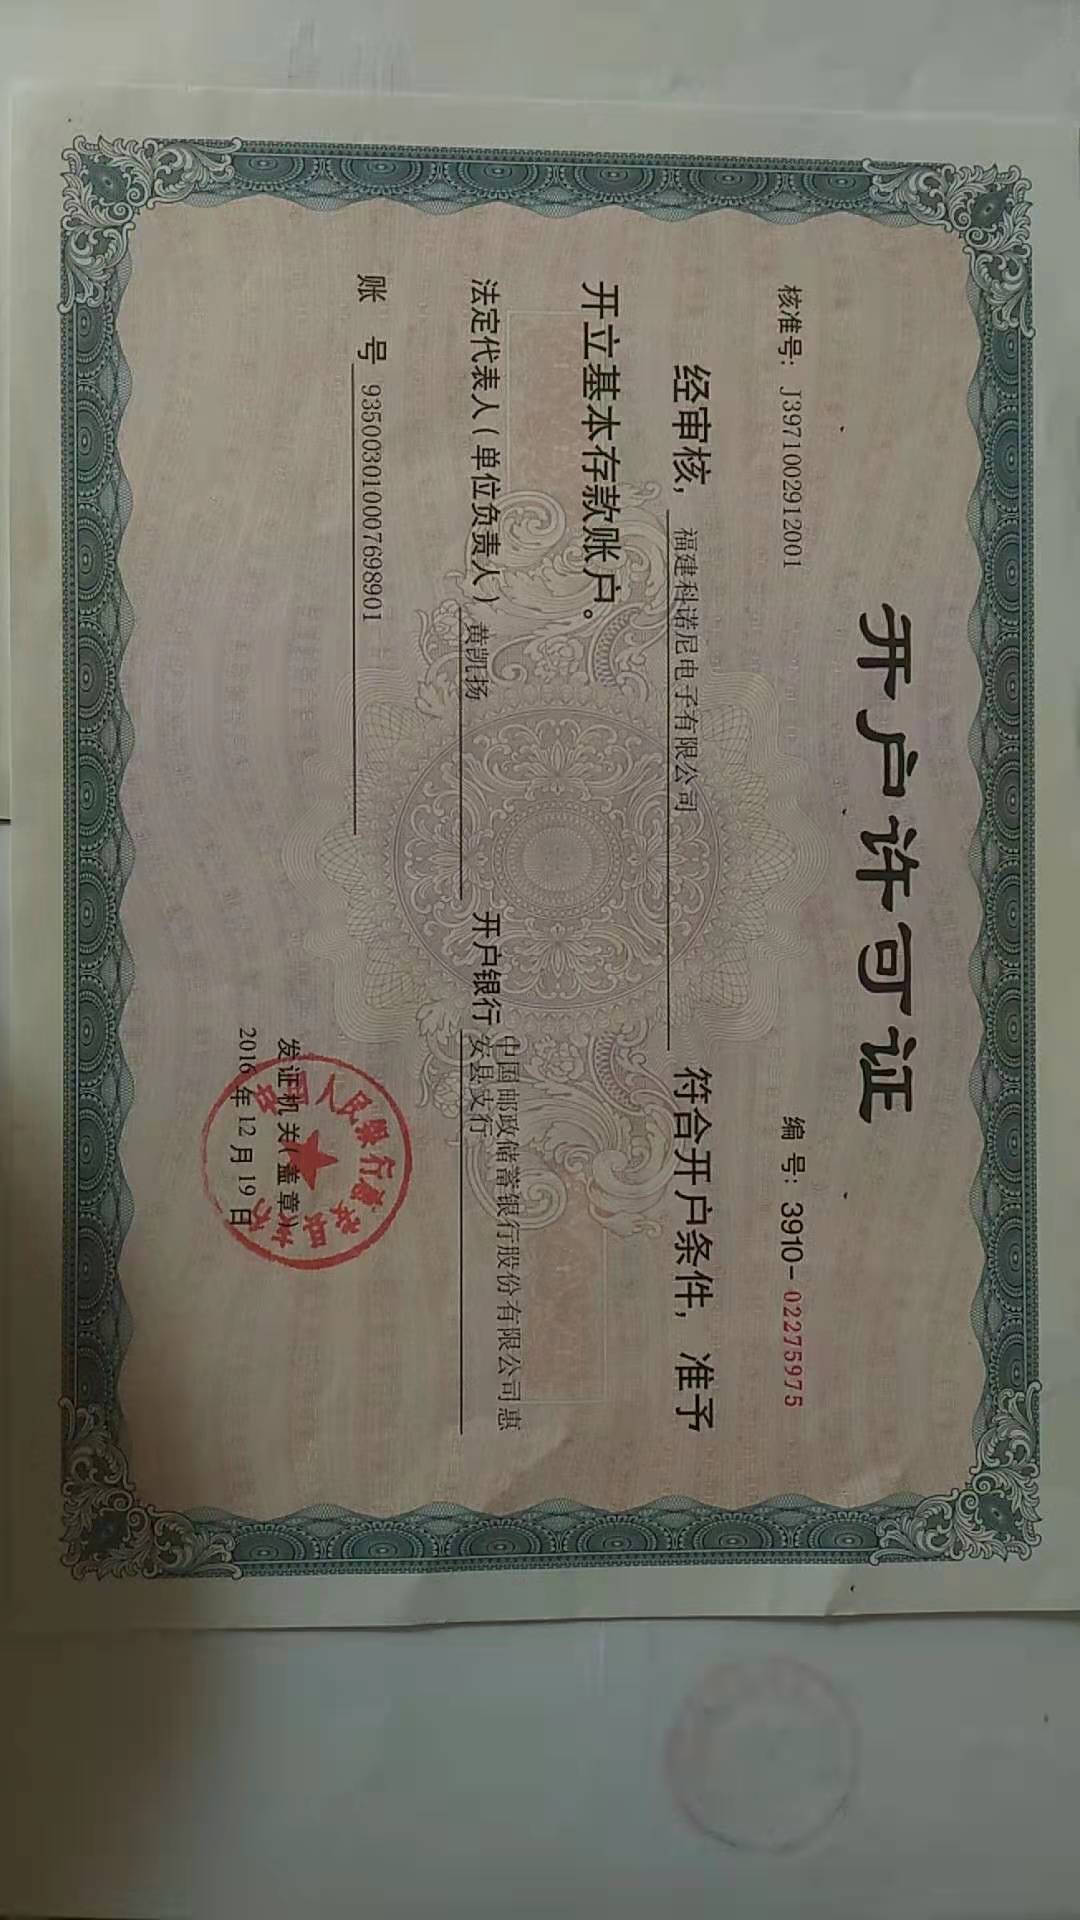 开户许可证
核准号: J3971002912001
编号: 3910-02275975
经审核, 福建科诺尼电子有限公司 符合开户条件, 准予
开立基本存款账户。
法定代表人(单位负责人) 黄凯扬 开户银行 中国邮政储蓄银行股份有限公司惠
安县支行
账 号 935003010007698901
发证机关(盖章)
2016年12月19日